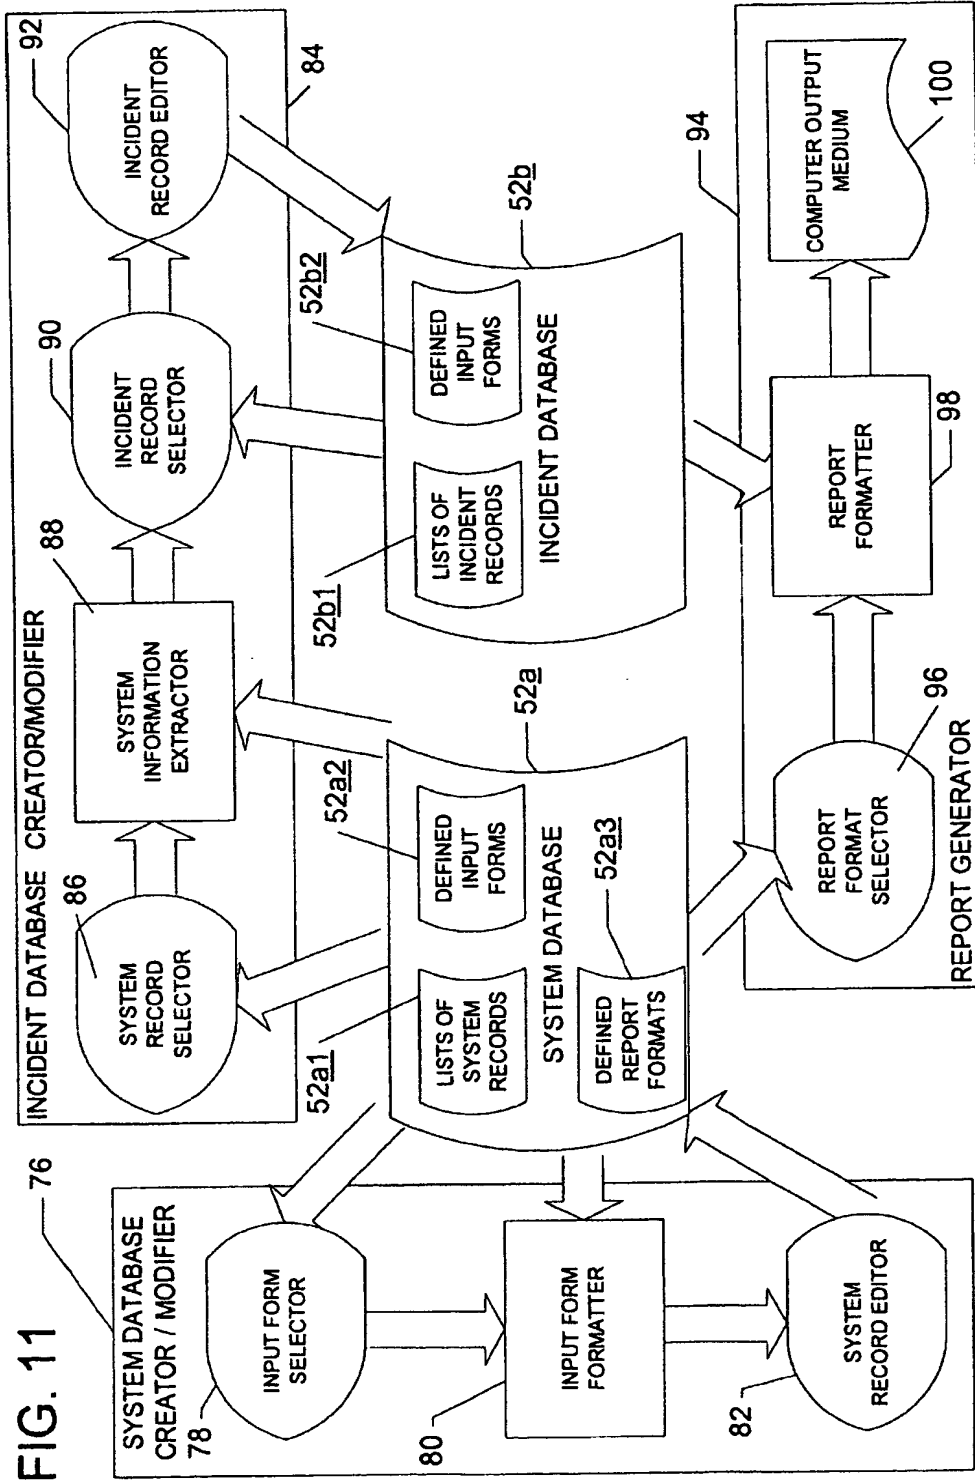 FIG. 11
SYSTEM DATABASE
CREATOR / MODIFIER
76
78
INPUT FORM
SELECTOR
80
INPUT FORM
FORMATTER
82
SYSTEM
RECORD EDITOR
INCIDENT DATABASE CREATOR/MODIFIER
84
86
SYSTEM
RECORD
SELECTOR
88
SYSTEM
INFORMATION
EXTRACTOR
90
INCIDENT
RECORD
SELECTOR
92
INCIDENT
RECORD EDITOR
52a1
52a2
52a
LISTS OF
SYSTEM
RECORDS
DEFINED
INPUT
FORMS
SYSTEM DATABASE
52a3
DEFINED
REPORT
FORMATS
52b1
52b2
52b
LISTS OF
INCIDENT
RECORDS
DEFINED
INPUT
FORMS
INCIDENT DATABASE
94
REPORT
FORMAT
SELECTOR
96
REPORT
FORMATTER
98
COMPUTER OUTPUT
MEDIUM
100
REPORT GENERATOR